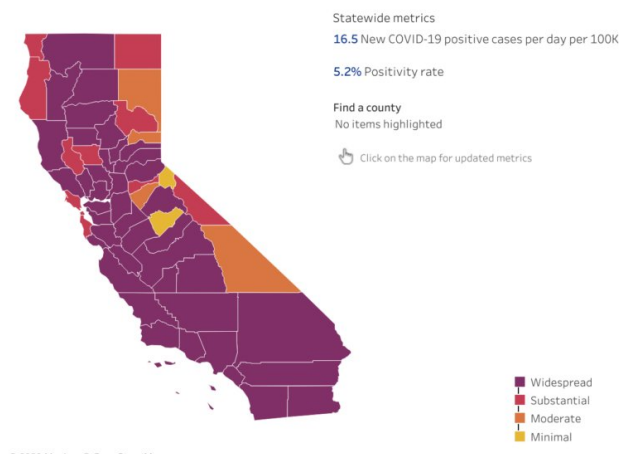 Statewide metrics
16.5 New COVID-19 positive cases per day per 100K
5.2% Positivity rate
Find a county
No items highlighted
Click on the map for updated metrics
Widespread
Substantial
Moderate
Minimal